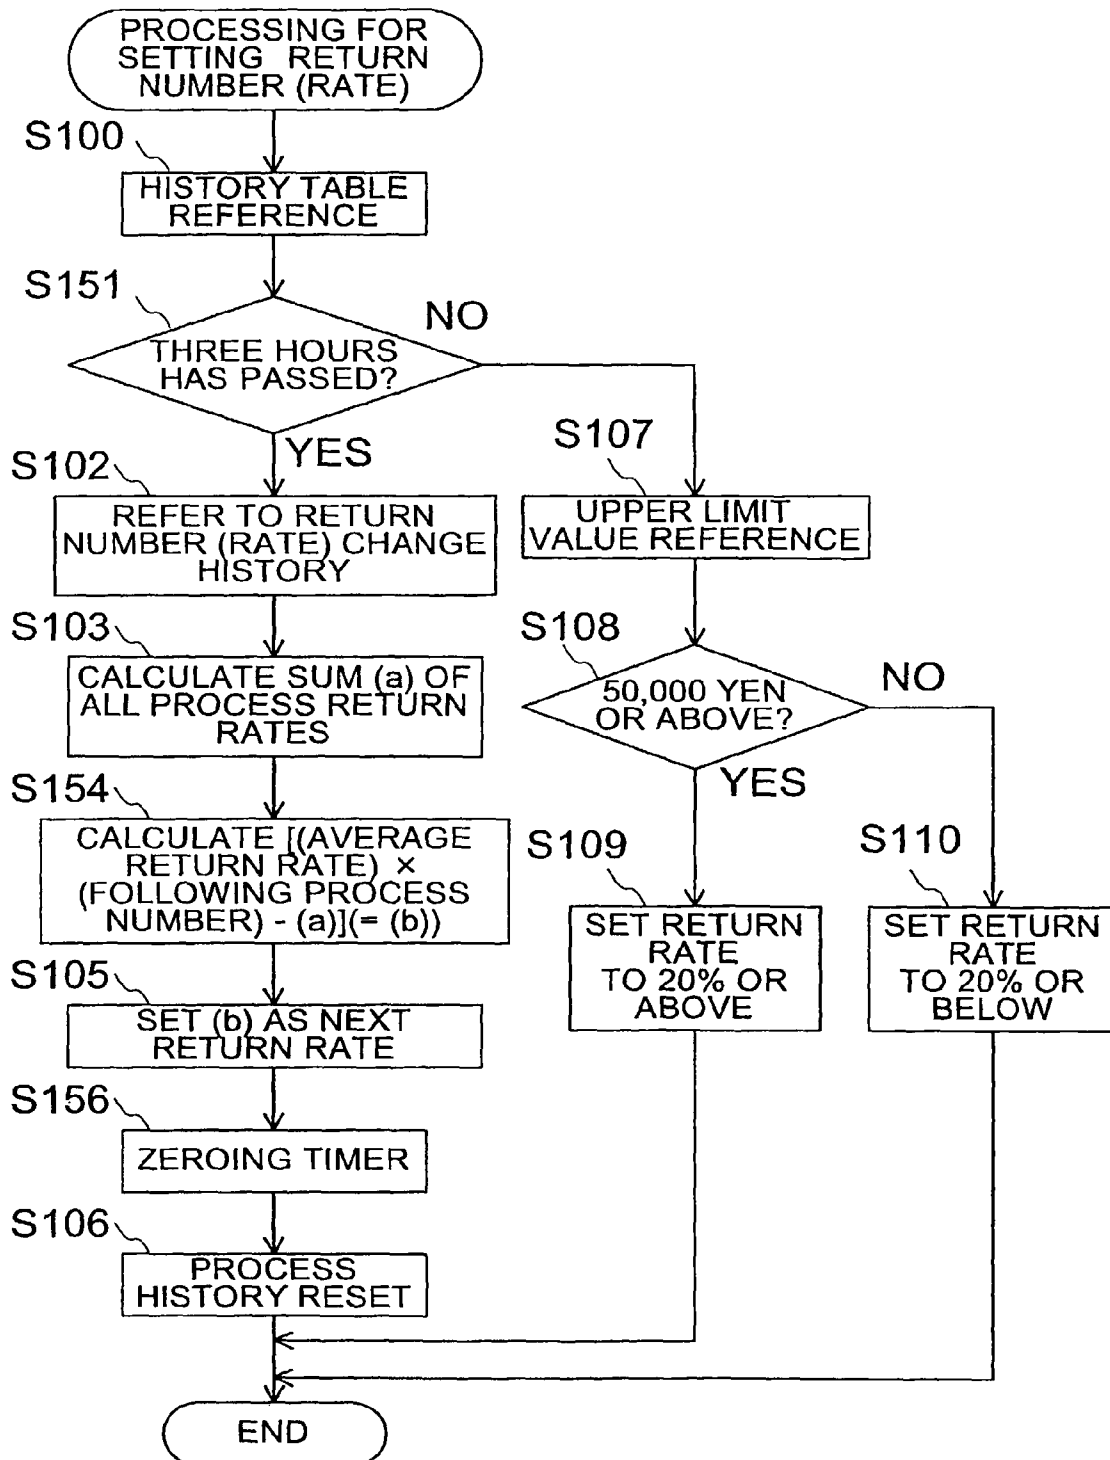 PROCESSING FOR
SETTING RETURN
NUMBER (RATE)
S100
HISTORY TABLE
REFERENCE
S151
THREE HOURS
HAS PASSED?
NO
YES
S102
REFER TO RETURN
NUMBER (RATE) CHANGE
HISTORY
S103
CALCULATE SUM (a) OF
ALL PROCESS RETURN
RATES
S154
CALCULATE [(AVERAGE
RETURN RATE) ×
(FOLLOWING PROCESS
NUMBER) - (a)](= (b))
S105
SET (b) AS NEXT
RETURN RATE
S156
ZEROING TIMER
S106
PROCESS
HISTORY RESET
S107
UPPER LIMIT
VALUE REFERENCE
S108
50,000 YEN
OR ABOVE?
NO
YES
S109
SET RETURN
RATE
TO 20% OR
ABOVE
S110
SET RETURN
RATE
TO 20% OR
BELOW
END